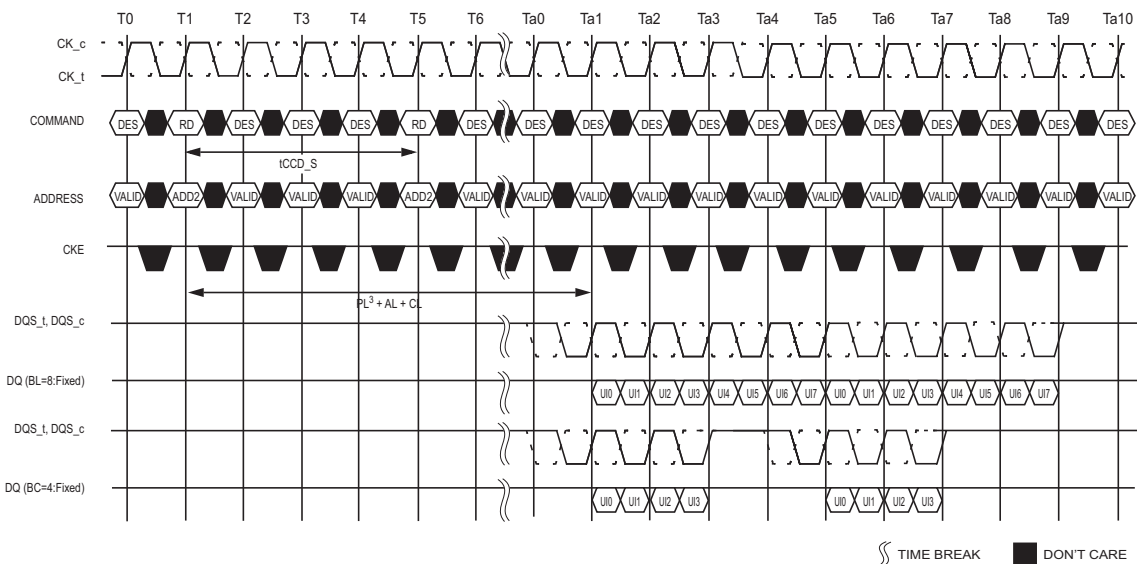 T0 T1 T2 T3 T4 T5 T6 Ta0 Ta1 Ta2 Ta3 Ta4 Ta5 Ta6 Ta7 Ta8 Ta9 Ta10
CK_c
CK_t
COMMAND DES RD DES DES DES RD DES DES DES DES DES DES DES DES DES DES DES DES
tCCD_S
ADDRESS VALID ADD2 VALID VALID VALID ADD2 VALID VALID VALID VALID VALID VALID VALID VALID VALID VALID VALID VALID
CKE
PL³ + AL + CL
DQS_t, DQS_c
DQ (BL=8:Fixed) UI0 UI1 UI2 UI3 UI4 UI5 UI6 UI7 UI0 UI1 UI2 UI3 UI4 UI5 UI6 UI7
DQS_t, DQS_c
DQ (BC=4:Fixed) UI0 UI1 UI2 UI3 UI0 UI1 UI2 UI3
TIME BREAK DON'T CARE